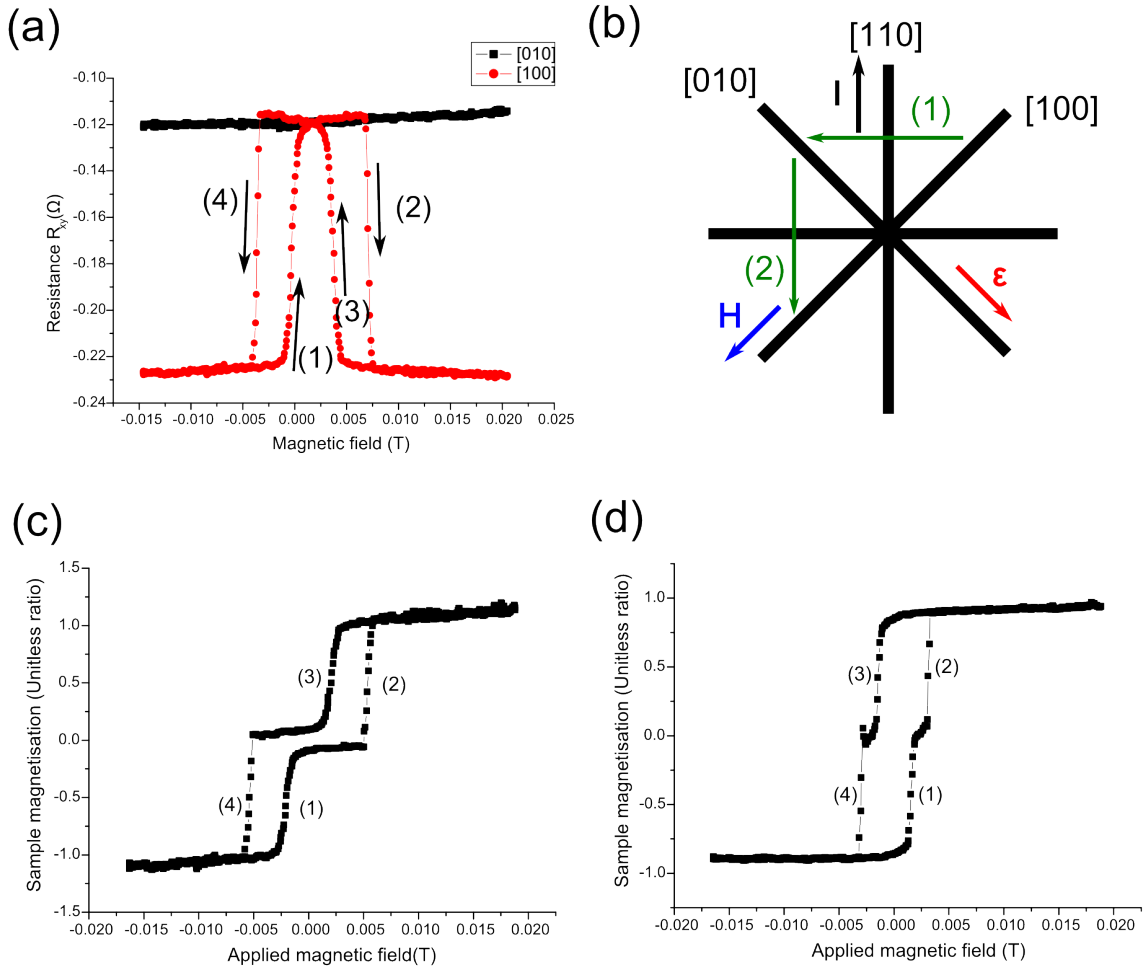 (a)
[010]
[100]
-0.10
-0.12
-0.14
-0.16
-0.18
-0.20
-0.22
-0.24
Resistance Rxy(Ω)
(4)
(2)
(3)
(1)
-0.015 -0.010 -0.005 0.000 0.005 0.010 0.015 0.020 0.025
Magnetic field (T)
(b)
[110]
[010]
[100]
I
(1)
(2)
H
ε
(c)
1.5
1.0
0.5
0.0
-0.5
-1.0
-1.5
Sample magnetisation (Unitless ratio)
(3)
(2)
(4)
(1)
-0.020 -0.015 -0.010 -0.005 0.000 0.005 0.010 0.015 0.020
Applied magnetic field(T)
(d)
1.0
0.5
0.0
-0.5
-1.0
Sample magnetisation (Unitless ratio)
(3)
(2)
(4)
(1)
-0.020 -0.015 -0.010 -0.005 0.000 0.005 0.010 0.015 0.020
Applied magnetic field (T)